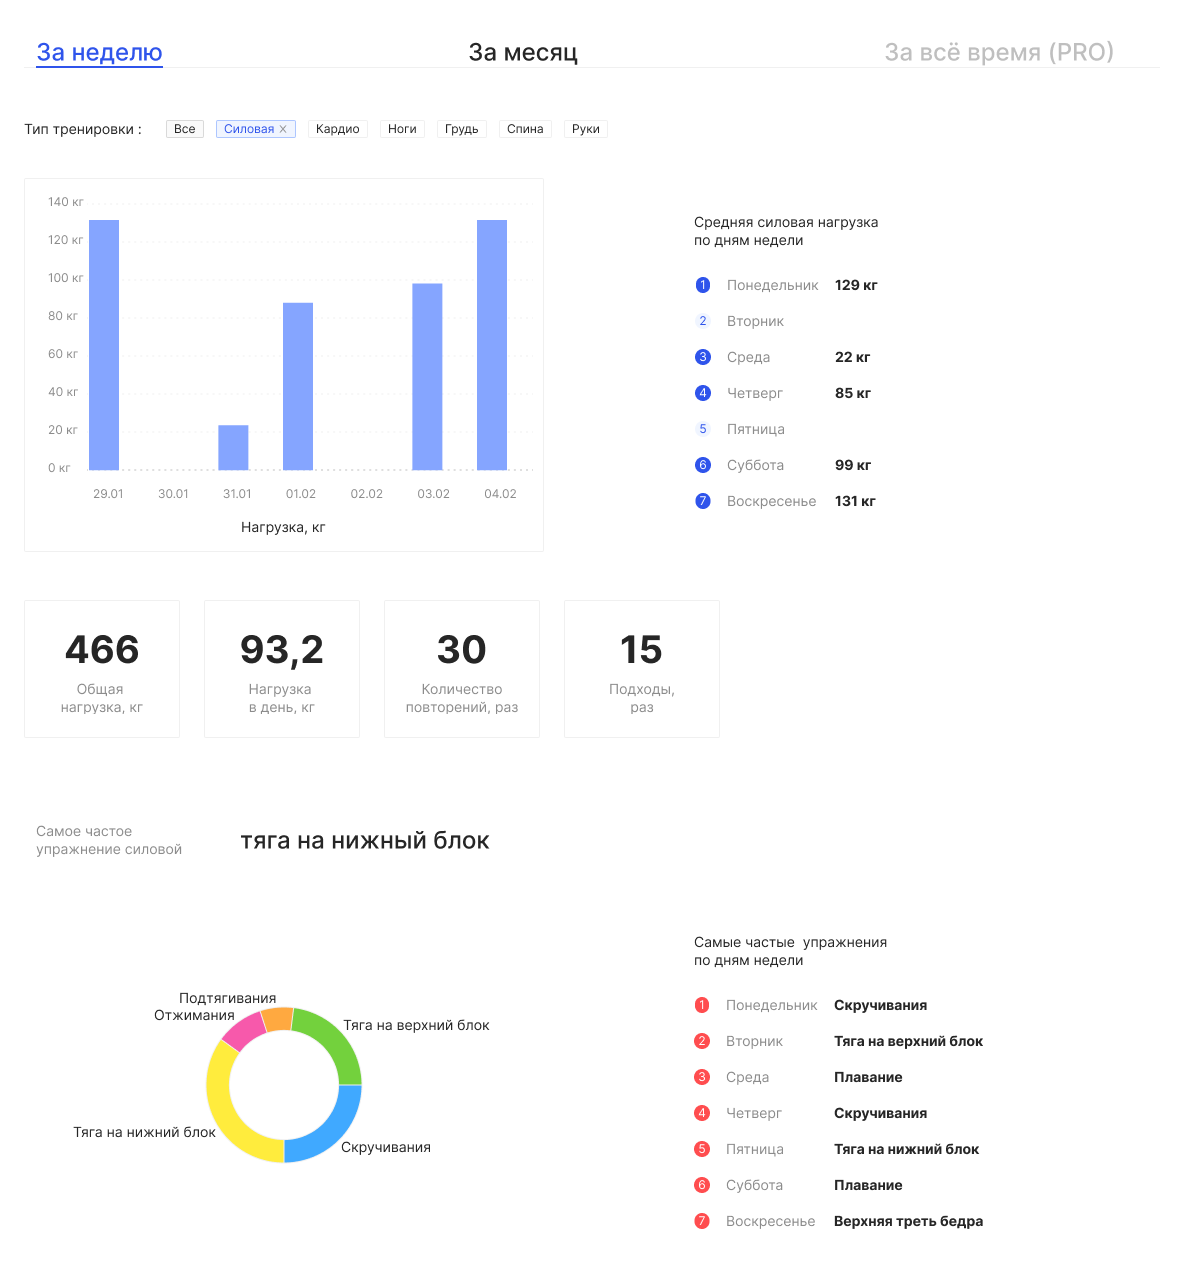 За неделю
За месяц
За всё время (PRO)
Тип тренировки :
Все
Силовая X
Кардио
Ноги
Грудь
Спина
Руки
140 кг
120 кг
100 кг
80 кг
60 кг
40 кг
20 кг
0 кг
29.01 30.01 31.01 01.02 02.02 03.02 04.02
Нагрузка, кг
Средняя силовая нагрузка
по дням недели
1 Понедельник 129 кг
2 Вторник
3 Среда 22 кг
4 Четверг 85 кг
5 Пятница
6 Суббота 99 кг
7 Воскресенье 131 кг
466
Общая
нагрузка, кг
93,2
Нагрузка
в день, кг
30
Количество
повторений, раз
15
Подходы,
раз
Самое частое
упражнение силовой
тяга на нижный блок
Подтягивания
Отжимания
Тяга на верхний блок
Тяга на нижний блок
Скручивания
Самые частые  упражнения
по дням недели
1 Понедельник Скручивания
2 Вторник Тяга на верхний блок
3 Среда Плавание
4 Четверг Скручивания
5 Пятница Тяга на нижний блок
6 Суббота Плавание
7 Воскресенье Верхняя треть бедра